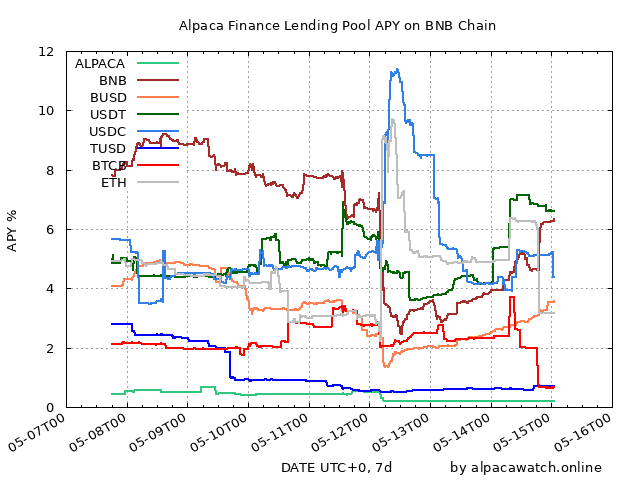 Alpaca Finance Lending Pool APY on BNB Chain
12
10
8
6
4
2
0
APY %
ALPACA
BNB
BUSD
USDT
USDC
TUSD
BTCB
ETH
05-07T00
05-08T00
05-09T00
05-10T00
05-11T00
05-12T00
05-13T00
05-14T00
05-15T00
05-16T00
DATE UTC+0, 7d
by alpacawatch.online